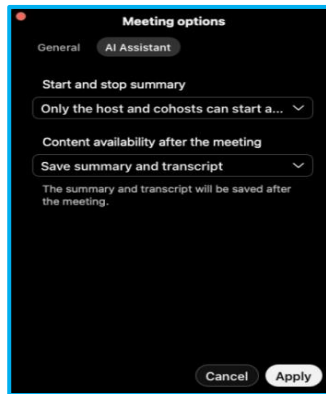 Meeting options
General AI Assistant
Start and stop summary
Only the host and cohosts can start a...
Content availability after the meeting
Save summary and transcript
The summary and transcript will be saved after
the meeting.
Cancel Apply